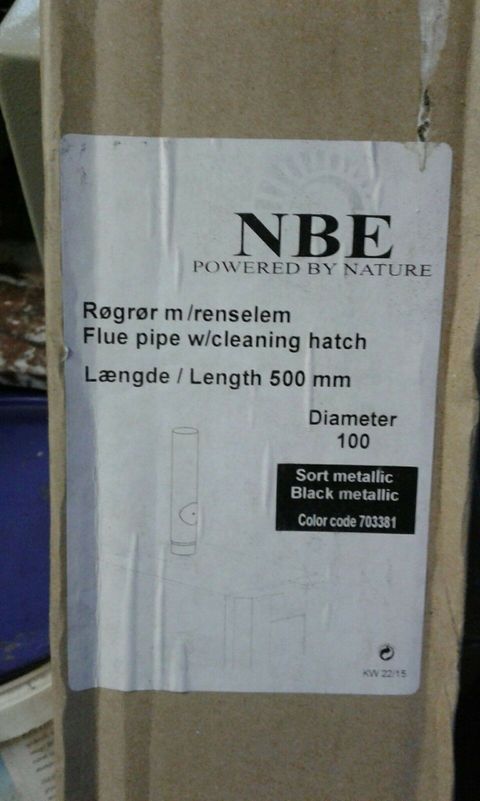 NBE
POWERED BY NATURE
Røgrør m/renselem
Flue pipe w/cleaning hatch
Længde / Length 500 mm
Diameter
100
Sort metallic
Black metallic
Color code 703381
KW 22/15